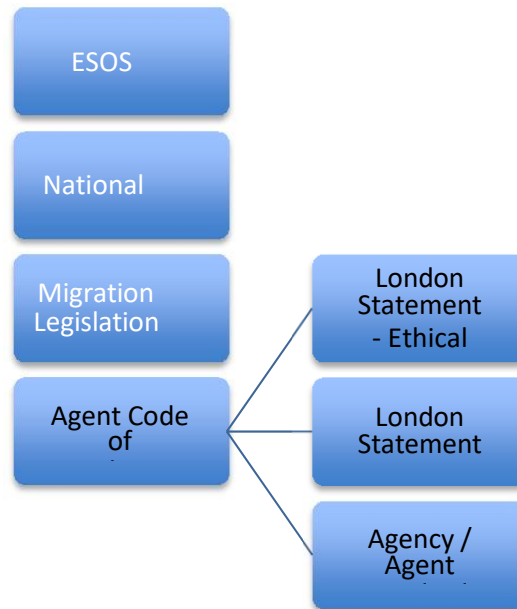 ESOS
National
Migration
Legislation
Agent Code
of
London
Statement
- Ethical
London
Statement
Agency /
Agent